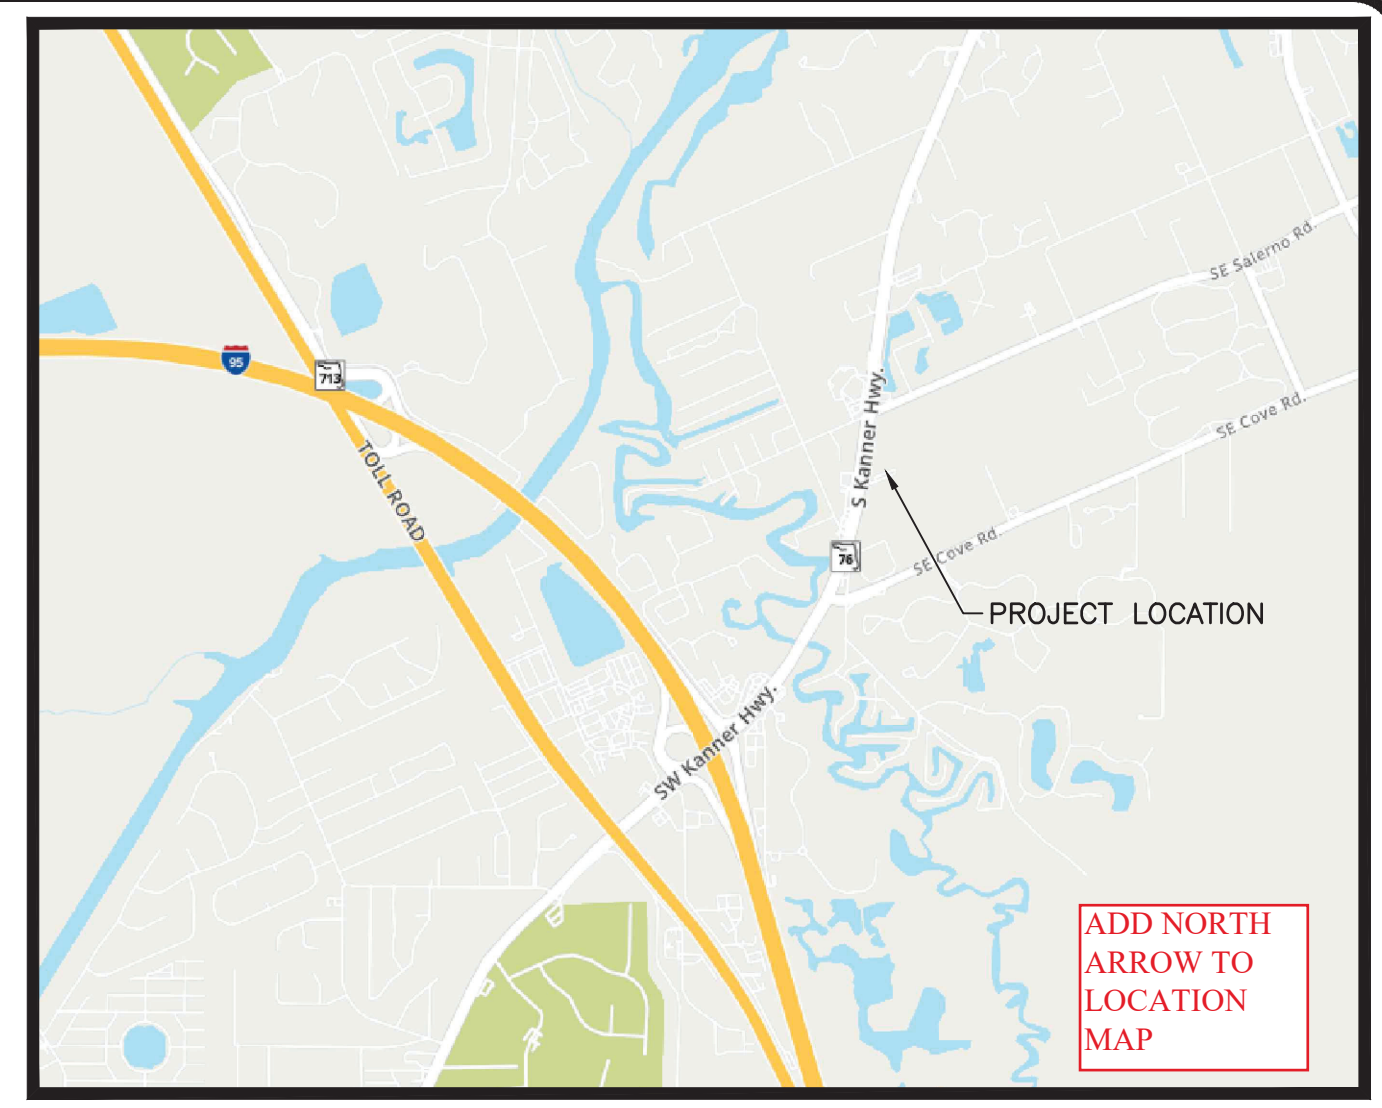 SE Salerno Rd.
95
713
S Kanner Hwy.
SE Cove Rd.
TOLL ROAD
SE Cove Rd.
76
PROJECT LOCATION
SW Kanner Hwy.
ADD NORTH
ARROW TO
LOCATION
MAP